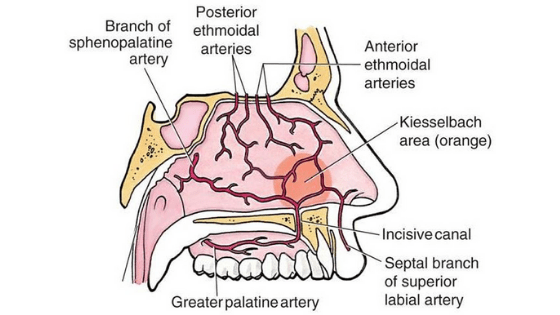 Branch of
sphenopalatine
artery
Posterior
ethmoidal
arteries
Anterior
ethmoidal
arteries
Kiesselbach
area (orange)
Incisive canal
Septal branch
of superior
labial artery
Greater palatine artery